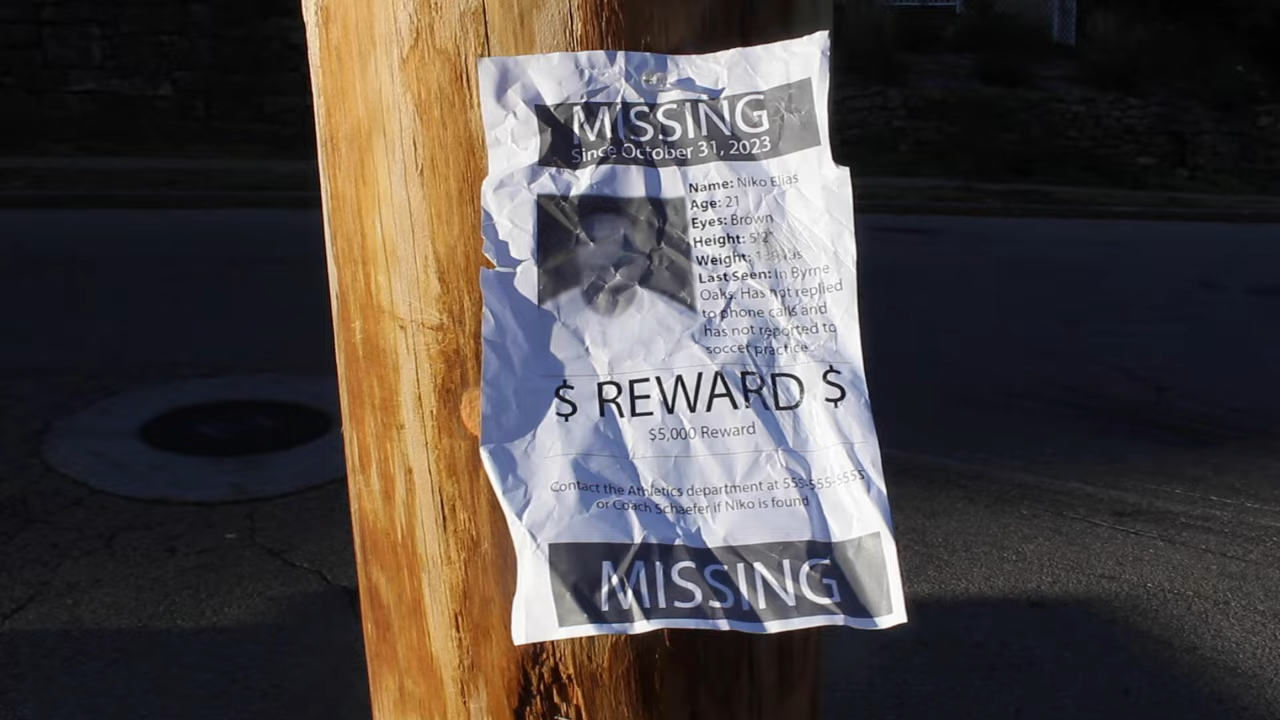 MISSING
Since October 31, 2023
Name: Niko Elias
Age: 21
Eyes: Brown
Height: 5'2"
Weight:
Last Seen: In Byrne
Oaks. Has not replied
to phone calls and
has not reported to
soccer practice.
$ REWARD $
$5,000 Reward
Contact the Athletics department at 555-555-5555
or Coach Schaefer if Niko is found
MISSING